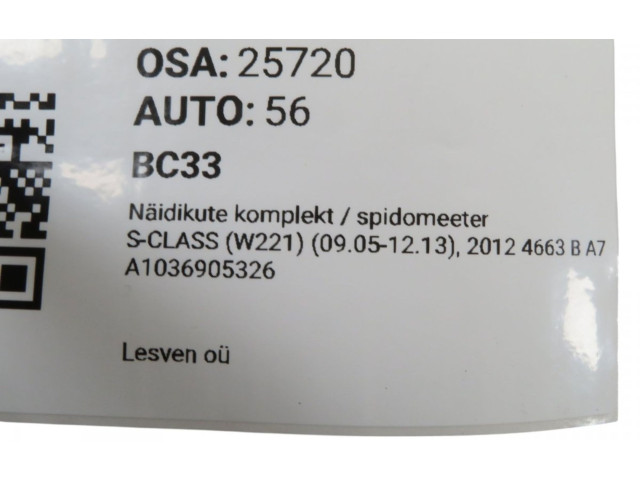 OSA: 25720
AUTO: 56
BC33
Näidikute komplekt / spidomeeter
S-CLASS (W221) (09.05-12.13), 2012 4663 B A7
A1036905326
Lesven oü